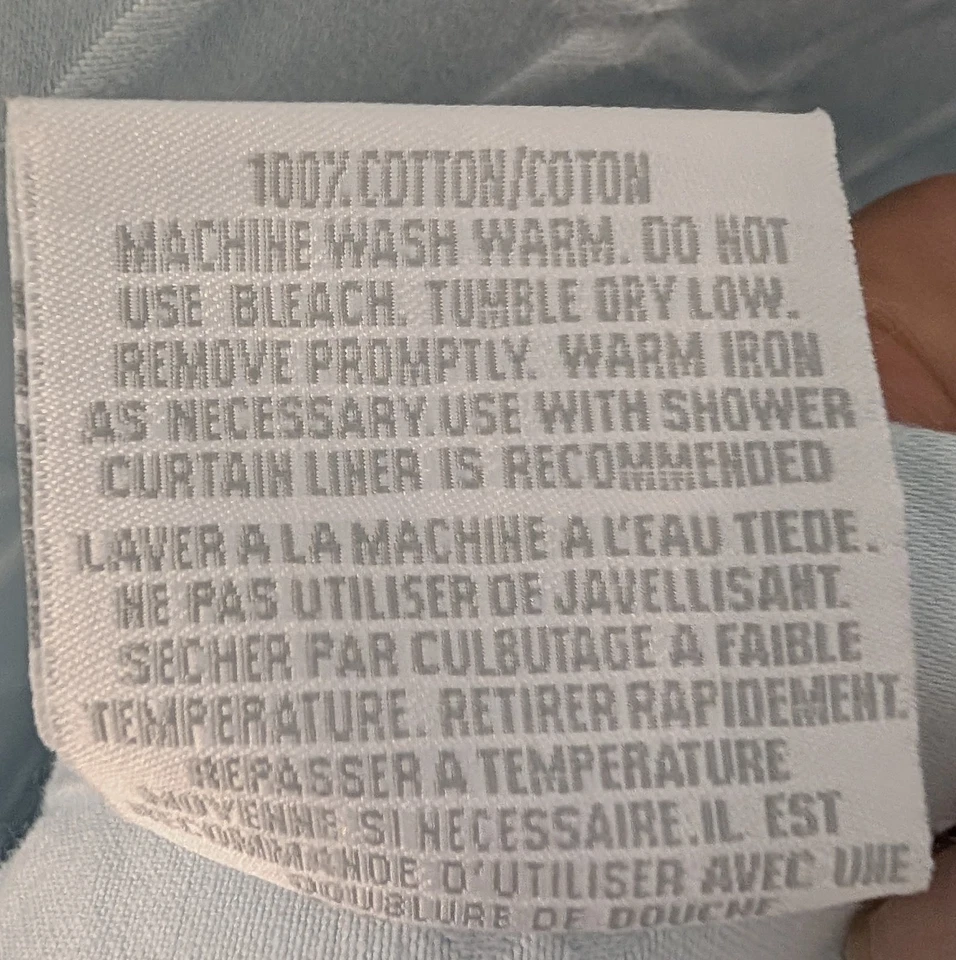 100% COTTON/COTON
MACHINE WASH WARM. DO NOT
USE BLEACH. TUMBLE DRY LOW.
REMOVE PROMPTLY. WARM IRON
AS NECESSARY.USE WITH SHOWER
CURTAIN LINER IS RECOMMENDED
LAVER A LA MACHINE A L'EAU TIEDE.
NE PAS UTILISER DE JAVELLISANT.
SECHER PAR CULBUTAGE A FAIBLE
TEMPERATURE. RETIRER RAPIDEMENT.
REPASSER A TEMPERATURE
MOYENNE SI NECESSAIRE.IL EST
RECOMMANDE D'UTILISER AVEC UNE
DOUBLURE DE DOUCHE